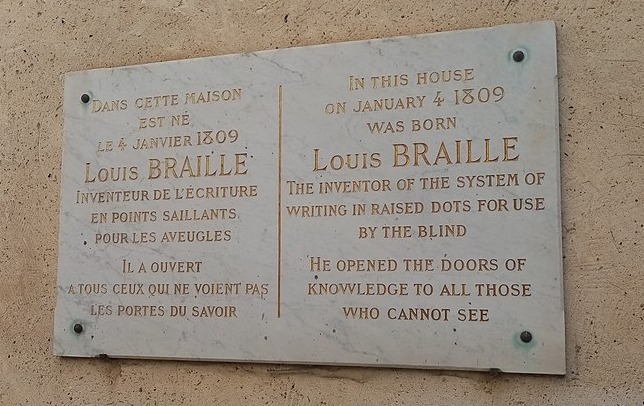 DANS CETTE MAISON
EST NÉ
LE 4 JANVIER 1809
LOUIS BRAILLE
INVENTEUR DE L'ÉCRITURE
EN POINTS SAILLANTS
POUR LES AVEUGLES
IL A OUVERT
A TOUS CEUX QUI NE VOIENT PAS
LES PORTES DU SAVOIR
IN THIS HOUSE
ON JANUARY 4 1809
WAS BORN
LOUIS BRAILLE
THE INVENTOR OF THE SYSTEM OF
WRITING IN RAISED DOTS FOR USE
BY THE BLIND
HE OPENED THE DOORS OF
KNOWLEDGE TO ALL THOSE
WHO CANNOT SEE